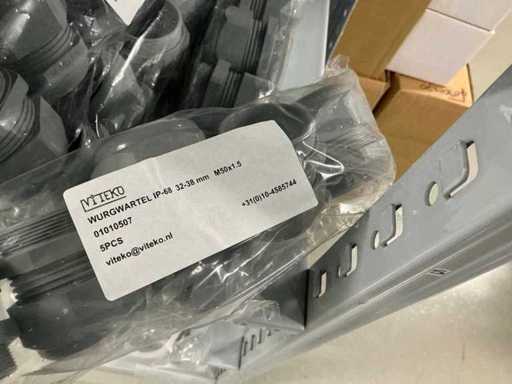 VITEKO
WURGWARTEL IP-68 32-38 mm M50x1.5
01010507
5PCS
+31(0)10-4585744
viteko@viteko.nl